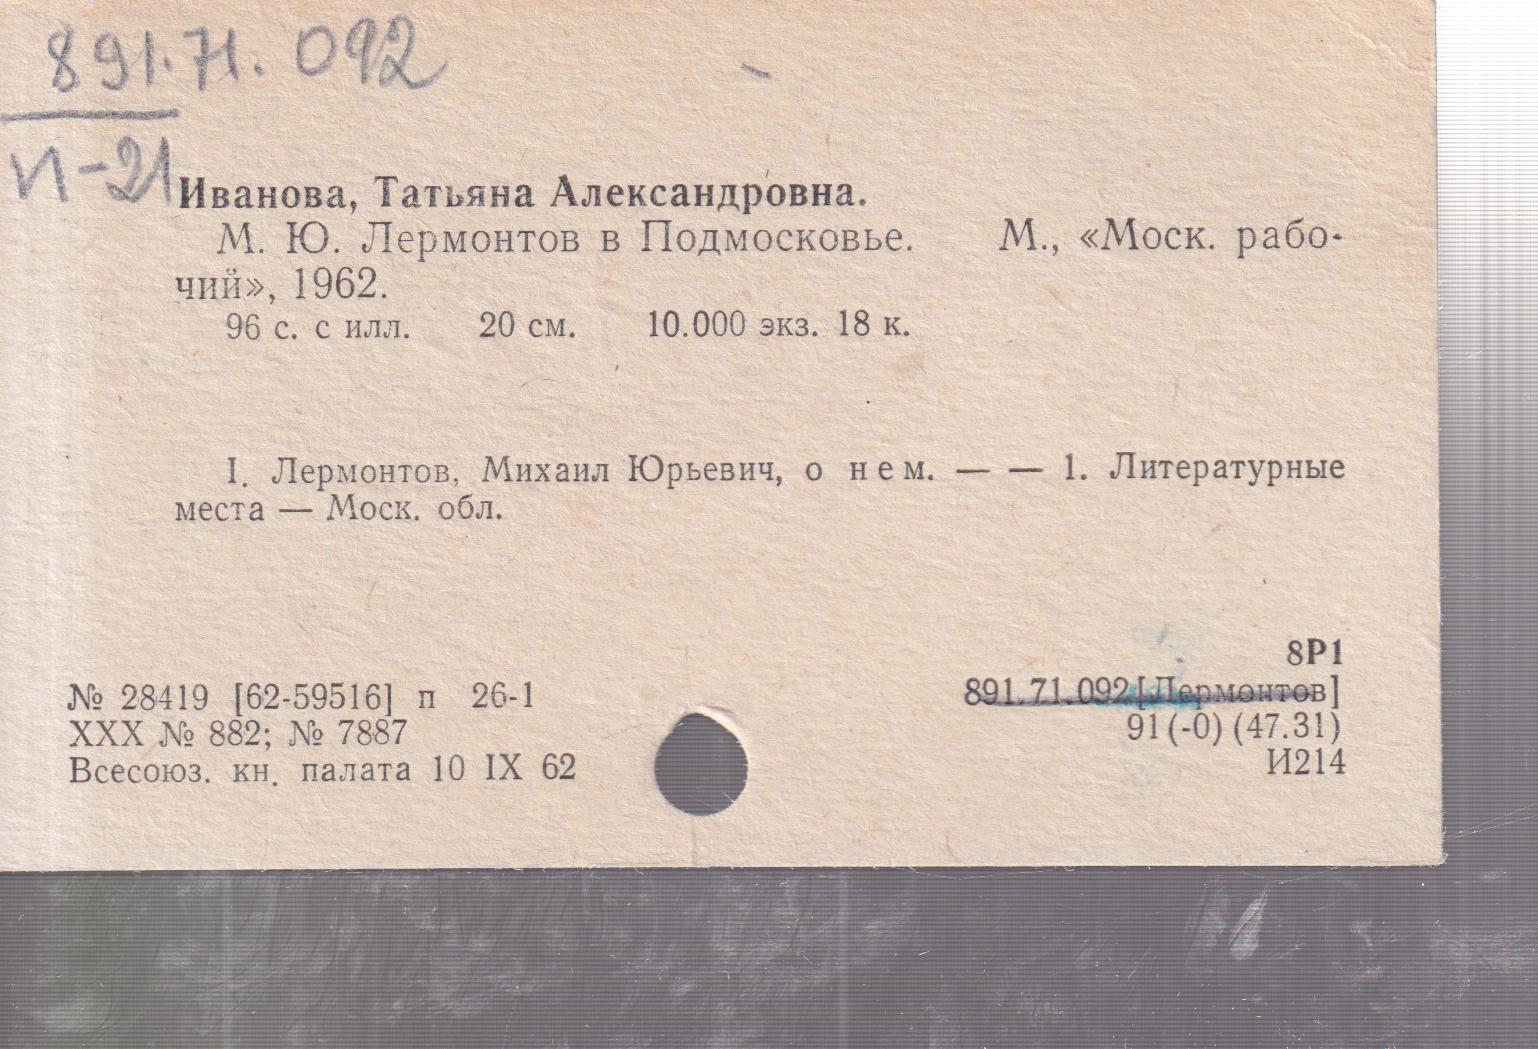 891.71.092
И-21
Иванова, Татьяна Александровна.
М. Ю. Лермонтов в Подмосковье. М., «Моск. рабо-
чий», 1962.
96 с. с илл. 20 см. 10.000 экз. 18 к.
I. Лермонтов, Михаил Юрьевич, о нем. — — 1. Литературные
места — Моск. обл.
8Р1
№ 28419 [62-59516] п 26-1
891.71.092[Лермонтов]
XXX № 882; № 7887
91(-0)(47.31)
Всесоюз. кн. палата 10 IX 62
И214